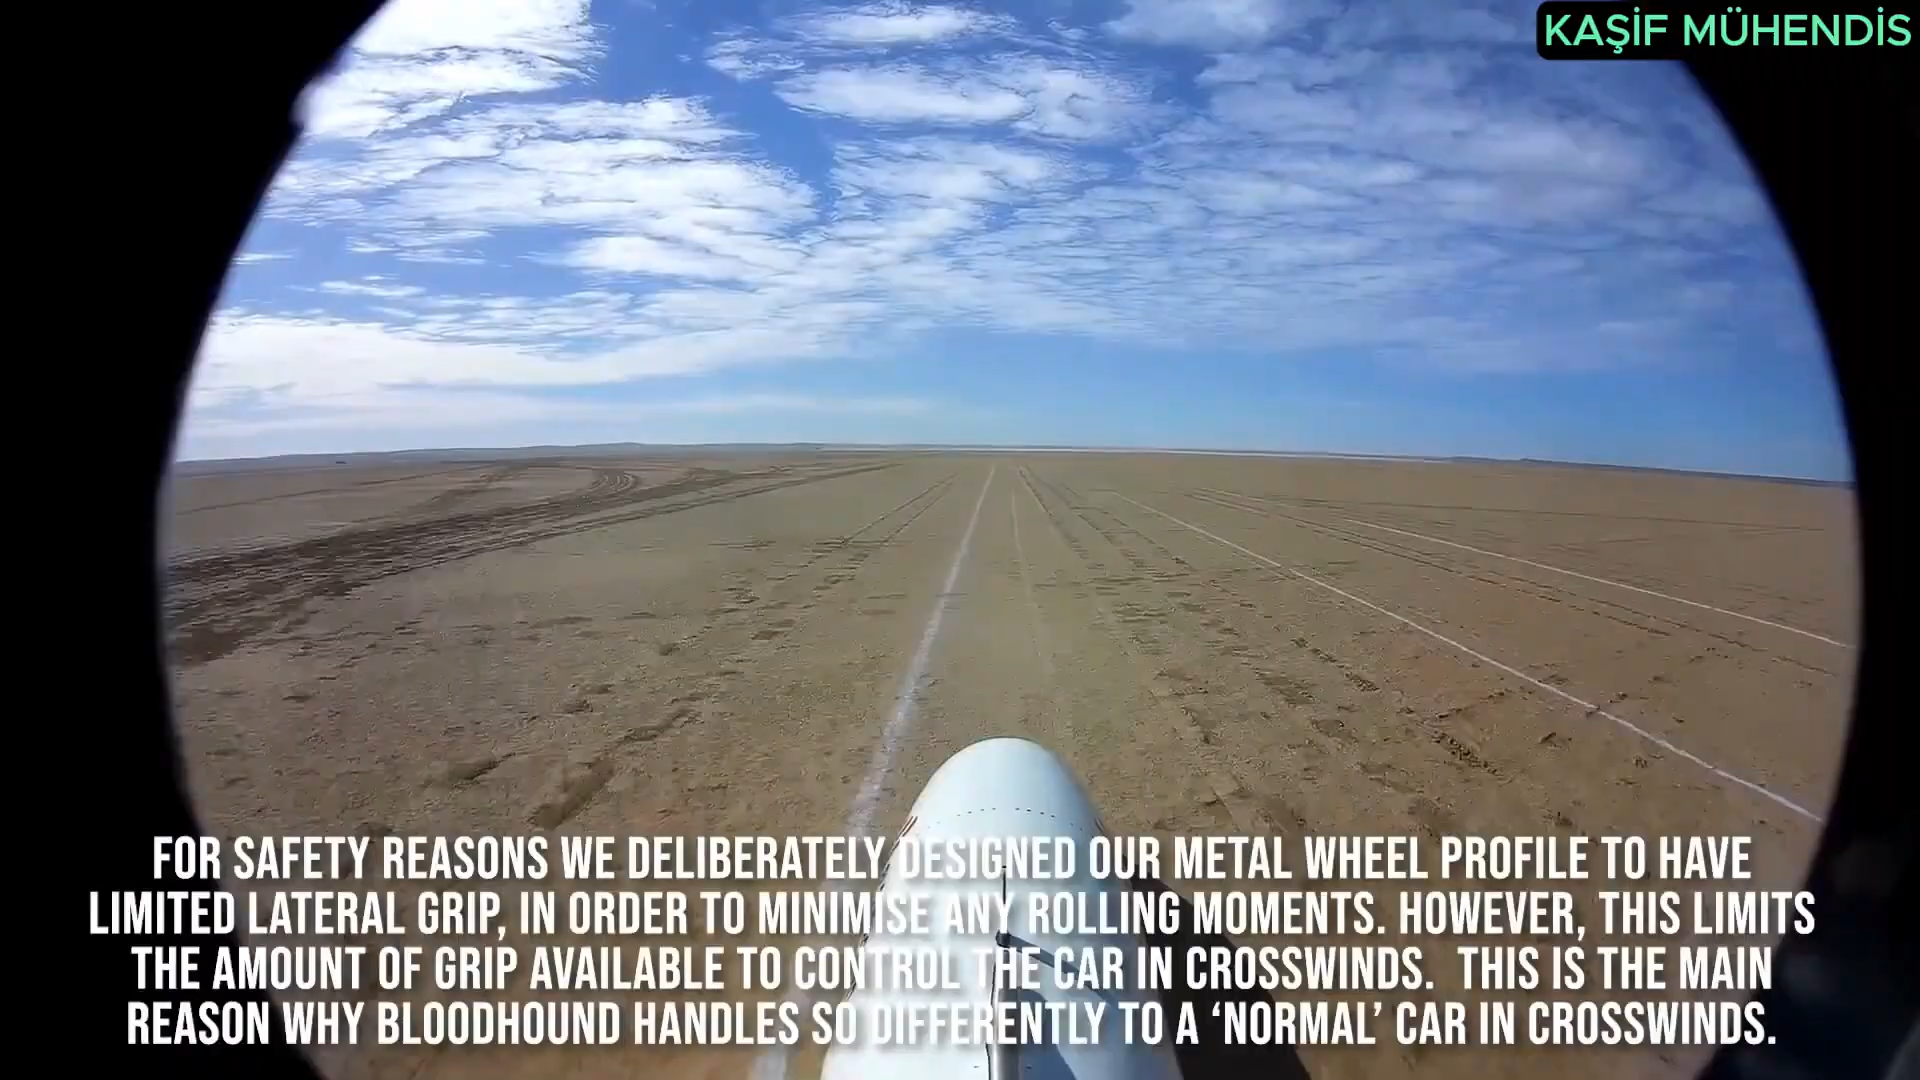 KAŞİF MÜHENDİS
FOR SAFETY REASONS WE DELIBERATELY DESIGNED OUR METAL WHEEL PROFILE TO HAVE
LIMITED LATERAL GRIP, IN ORDER TO MINIMISE ANY ROLLING MOMENTS. HOWEVER, THIS LIMITS
THE AMOUNT OF GRIP AVAILABLE TO CONTROL THE CAR IN CROSSWINDS. THIS IS THE MAIN
REASON WHY BLOODHOUND HANDLES SO DIFFERENTLY TO A ‘NORMAL’ CAR IN CROSSWINDS.